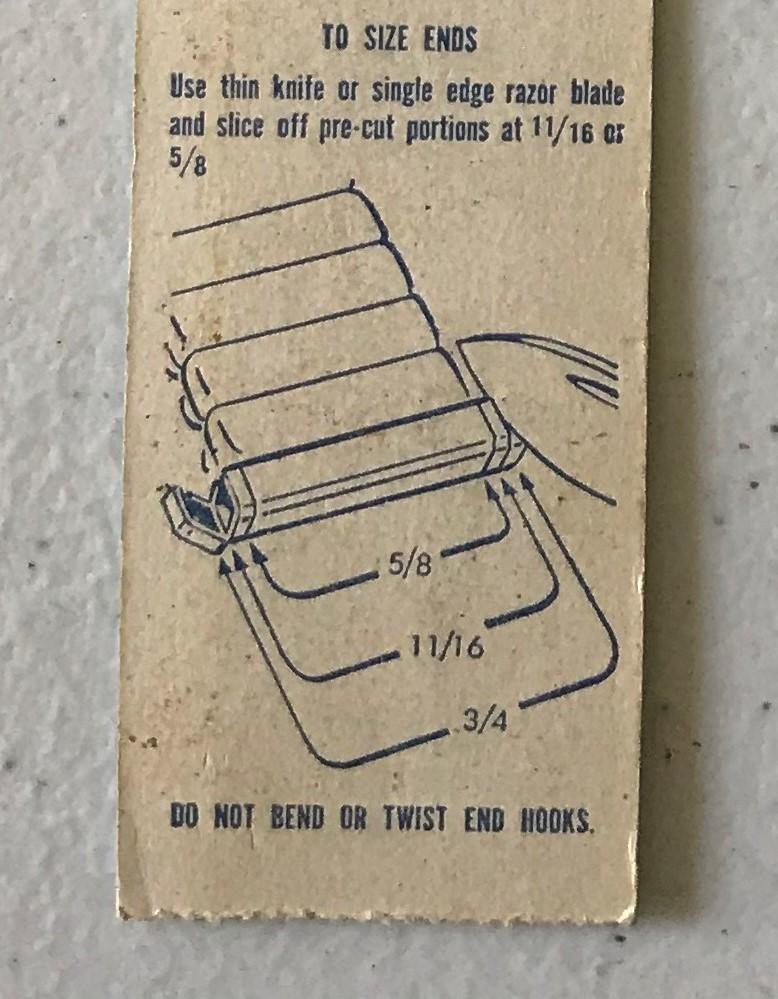 TO SIZE ENDS
Use thin knife or single edge razor blade
and slice off pre-cut portions at 11/16 or
5/8
5/8
11/16
3/4
DO NOT BEND OR TWIST END HOOKS.